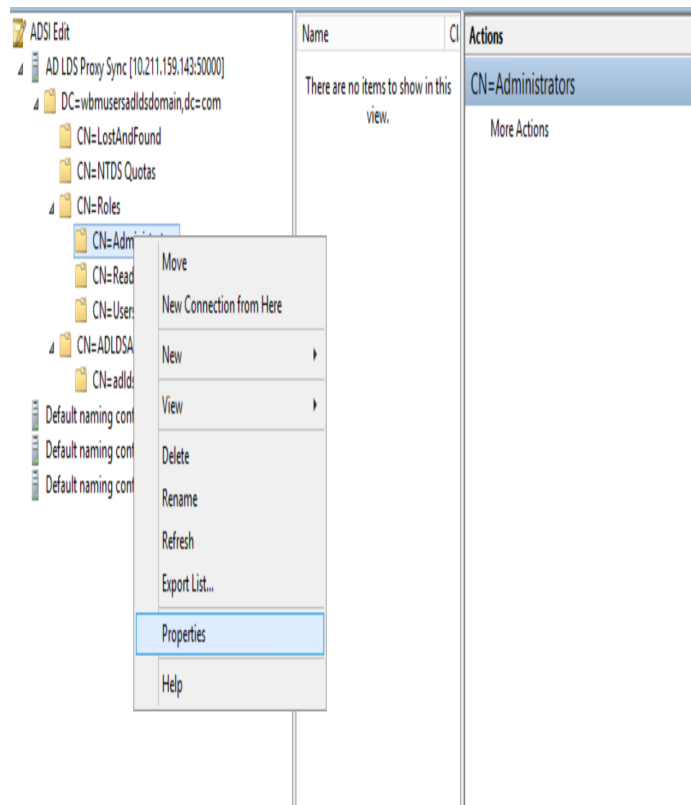 ADSI Edit
AD LDS Proxy Sync [10.211.159.143:50000]
DC=wbmusersadldsdomain,dc=com
CN=LostAndFound
CN=NTDS Quotas
CN=Roles
CN=Adm
CN=Read
CN=Users
CN=ADLDSA
CN=adlds
Default naming cont
Default naming cont
Default naming cont
Move
New Connection from Here
New
View
Delete
Rename
Refresh
Export List...
Properties
Help
Name
Cl
There are no items to show in this
view.
Actions
CN=Administrators
More Actions